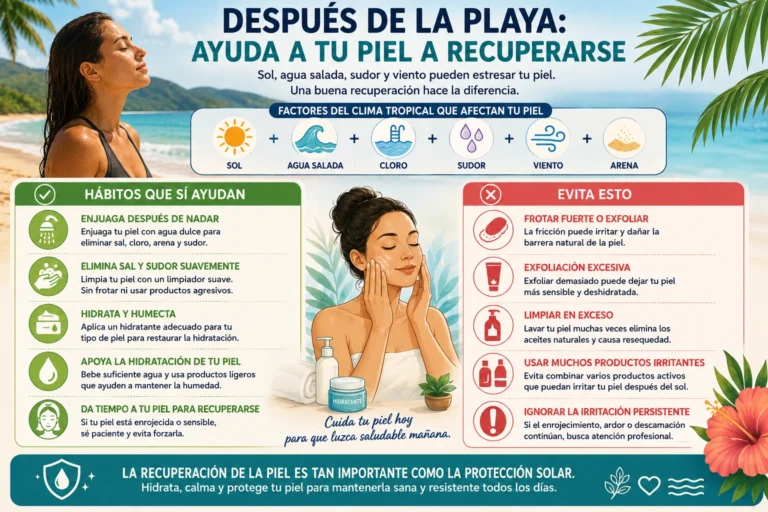 DESPUÉS DE LA PLAYA:
AYUDA A TU PIEL A RECUPERARSE
Sol, agua salada, sudor y viento pueden estresar tu piel.
Una buena recuperación hace la diferencia.
FACTORES DEL CLIMA TROPICAL QUE AFECTAN TU PIEL
SOL + AGUA SALADA + CLORO + SUDOR + VIENTO + ARENA
HÁBITOS QUE SÍ AYUDAN
ENJUAGA DESPUÉS DE NADAR
Enjuaga tu piel con agua dulce para
eliminar sal, cloro, arena y sudor.
ELIMINA SAL Y SUDOR SUAVEMENTE
Limpia tu piel con un limpiador suave.
Sin frotar ni usar productos agresivos.
HIDRATA Y HUMECTA
Aplica un hidratante adecuado para tu
tipo de piel para restaurar la hidratación.
APOYA LA HIDRATACIÓN DE TU PIEL
Bebe suficiente agua y usa productos ligeros
que ayuden a mantener la humedad.
DA TIEMPO A TU PIEL PARA RECUPERARSE
Si tu piel está enrojecida o sensible,
sé paciente y evita forzarla.
HIDRATANTE
Cuida tu piel hoy
para que luzca saludable mañana.
EVITA ESTO
FROTAR FUERTE O EXFOLIAR
La fricción puede irritar y dañar la
barrera natural de la piel.
EXFOLIACIÓN EXCESIVA
Exfoliar demasiado puede dejar tu piel
más sensible y deshidratada.
LIMPIAR EN EXCESO
Lavar tu piel muchas veces elimina los
aceites naturales y causa resequedad.
USAR MUCHOS PRODUCTOS IRRITANTES
Evita combinar varios productos activos
que puedan irritar tu piel después del sol.
IGNORAR LA IRRITACIÓN PERSISTENTE
Si el enrojecimiento, ardor o descamación
continúan, busca atención profesional.
LA RECUPERACIÓN DE LA PIEL ES TAN IMPORTANTE COMO LA PROTECCIÓN SOLAR.
Hidrata, calma y protege tu piel para mantenerla sana y resistente todos los días.